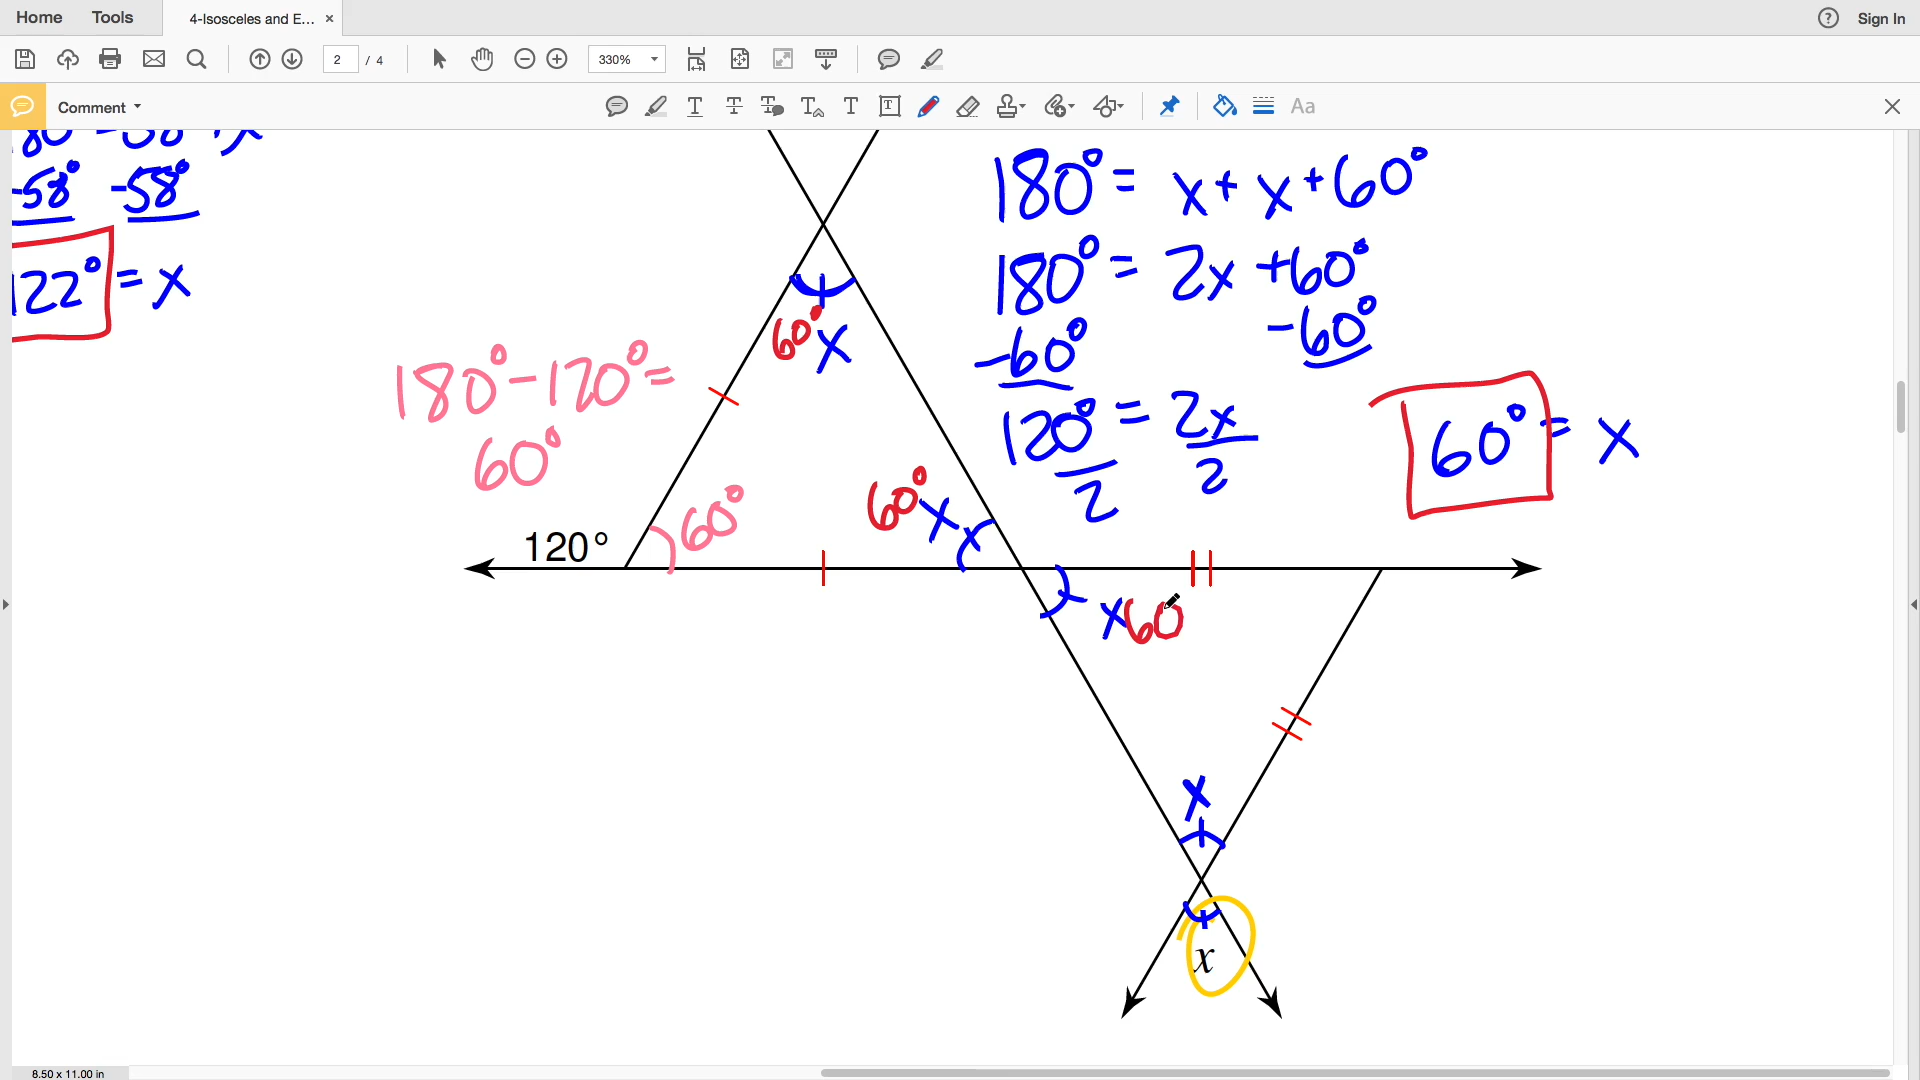 Home Tools 4-Isosceles and E... × ? Sign In
2 / 4 330%
Comment T T T T T T Aa
-58° -58°
122° = x
180° = x + x + 60°
180° = 2x + 60°
-60° -60°
120° = 2x
2 2
60° = x
180° - 120° =
60°
60° x
120° 60°
60° x x
x 60
x
x
8.50 x 11.00 in